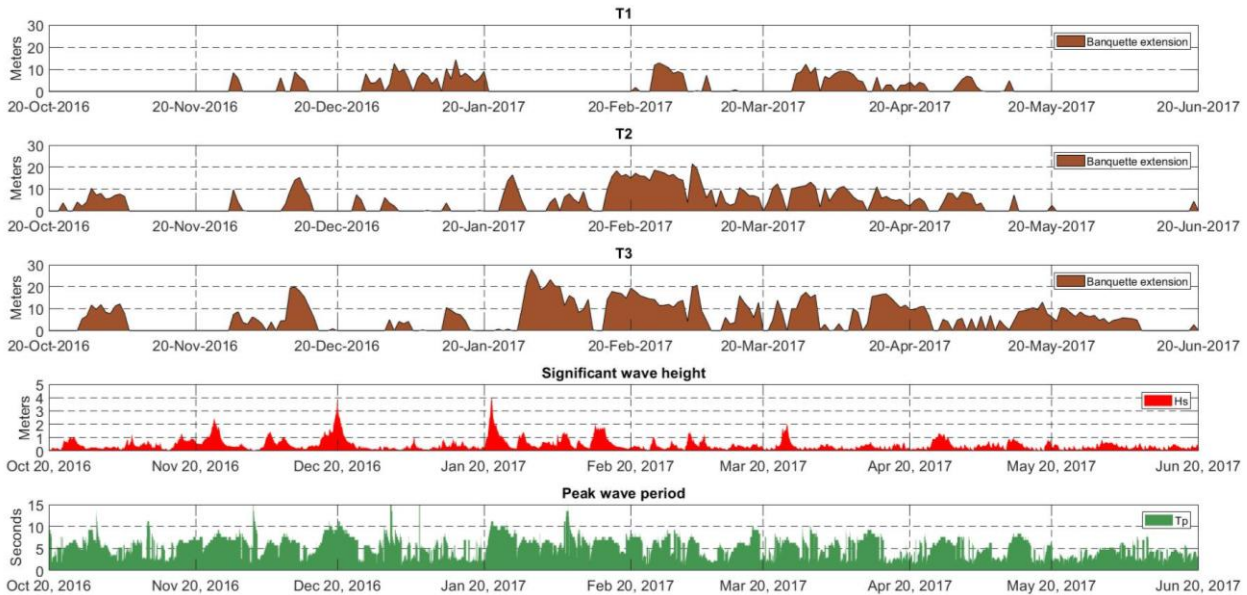 T1
Meters
30
20
10
0
Banquette extension
20-Oct-2016 20-Nov-2016 20-Dec-2016 20-Jan-2017 20-Feb-2017 20-Mar-2017 20-Apr-2017 20-May-2017 20-Jun-2017
T2
Meters
30
20
10
0
Banquette extension
20-Oct-2016 20-Nov-2016 20-Dec-2016 20-Jan-2017 20-Feb-2017 20-Mar-2017 20-Apr-2017 20-May-2017 20-Jun-2017
T3
Meters
30
20
10
0
Banquette extension
20-Oct-2016 20-Nov-2016 20-Dec-2016 20-Jan-2017 20-Feb-2017 20-Mar-2017 20-Apr-2017 20-May-2017 20-Jun-2017
Significant wave height
Meters
5
4
3
2
1
0
Hs
Oct 20, 2016 Nov 20, 2016 Dec 20, 2016 Jan 20, 2017 Feb 20, 2017 Mar 20, 2017 Apr 20, 2017 May 20, 2017 Jun 20, 2017
Peak wave period
Seconds
15
10
5
0
Tp
Oct 20, 2016 Nov 20, 2016 Dec 20, 2016 Jan 20, 2017 Feb 20, 2017 Mar 20, 2017 Apr 20, 2017 May 20, 2017 Jun 20, 2017